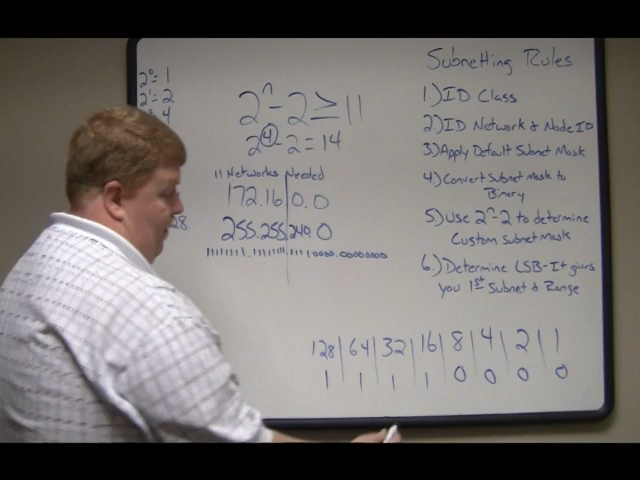 2⁰= 1
2¹= 2
4
28
2ⁿ- 2 ≥ 11
2⁴- 2 = 14
11 Networks Needed
172.16.0.0
255.255.240.0
11111111.11111111.11110000.00000000
Subnetting Rules
1.) ID Class
2.) ID Network & Node ID
3.) Apply Default Subnet Mask
4.) Convert Subnet Mask to
Binary
5.) Use 2ⁿ-2 to determine
Custom Subnet Mask
6.) Determine LSB-It gives
you 1st Subnet & Range
128 64 32 16 8 4 2 1
1 1 1 1 0 0 0 0